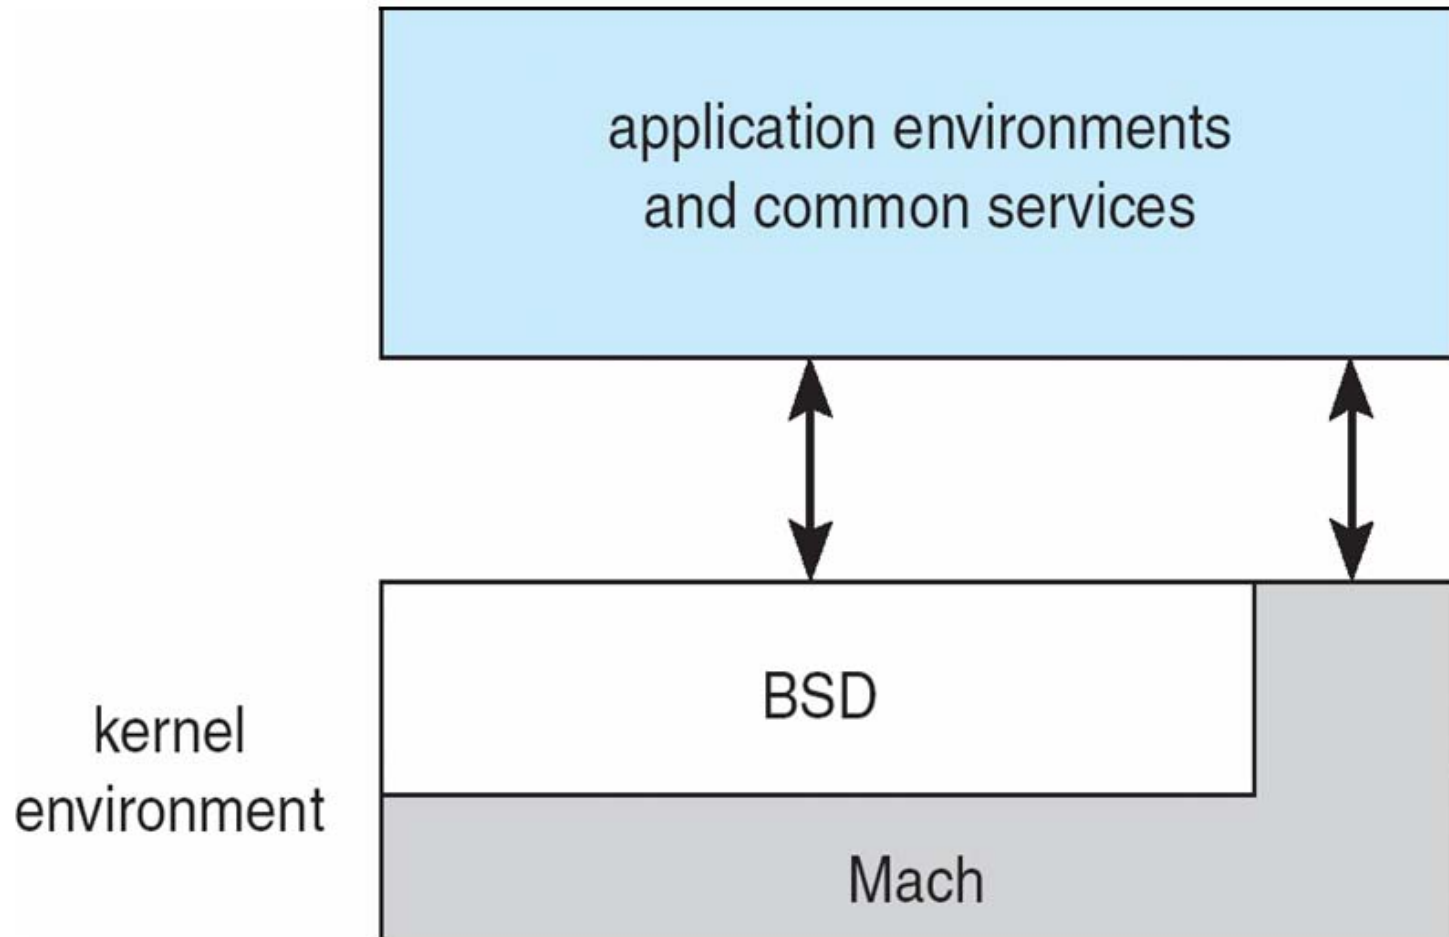 application environments
and common services
BSD
kernel
environment
Mach